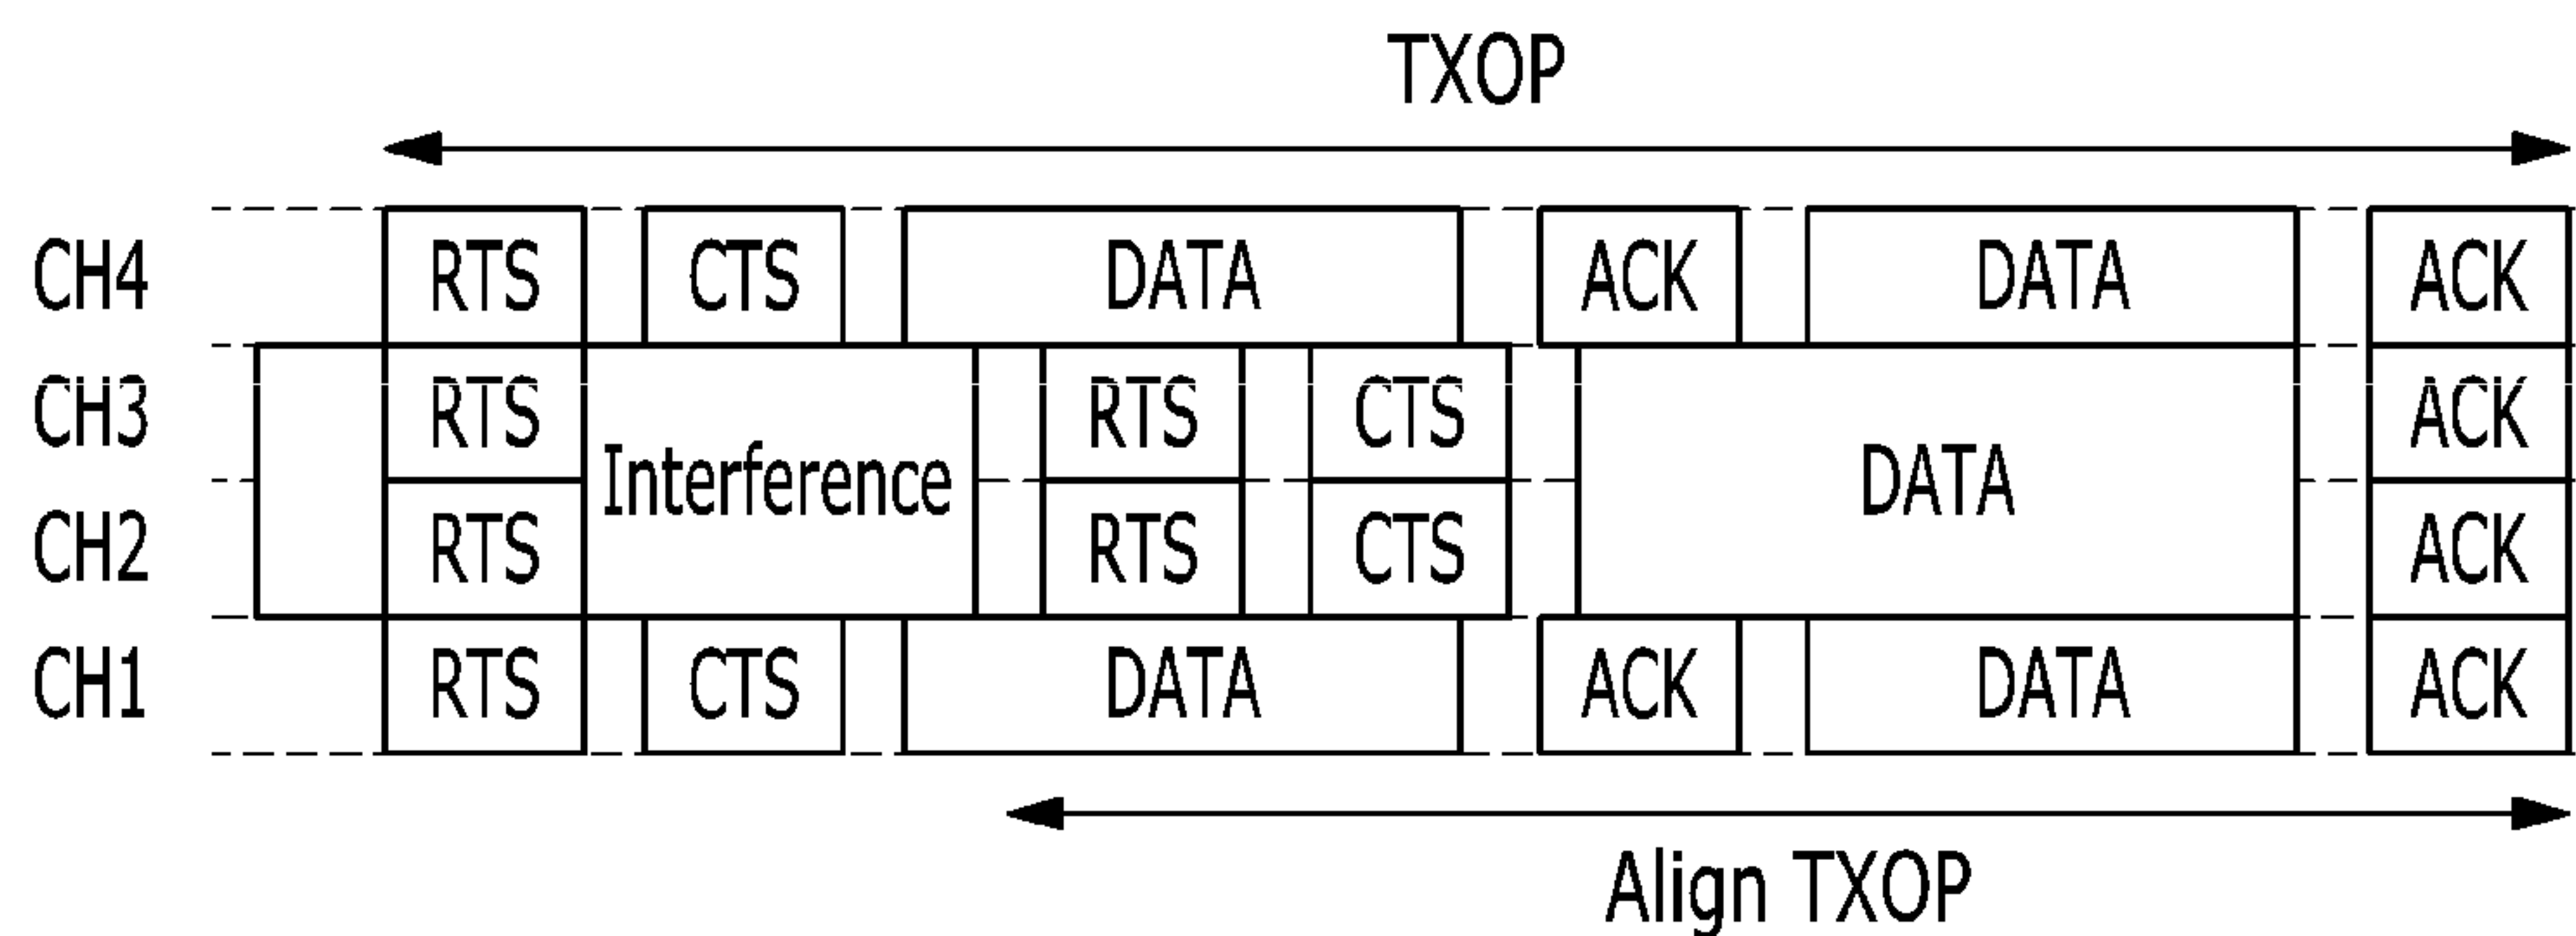 TXOP
CH4 RTS CTS DATA ACK DATA ACK
CH3 RTS RTS CTS ACK
Interference DATA
CH2 RTS RTS CTS ACK
CH1 RTS CTS DATA ACK DATA ACK
Align TXOP